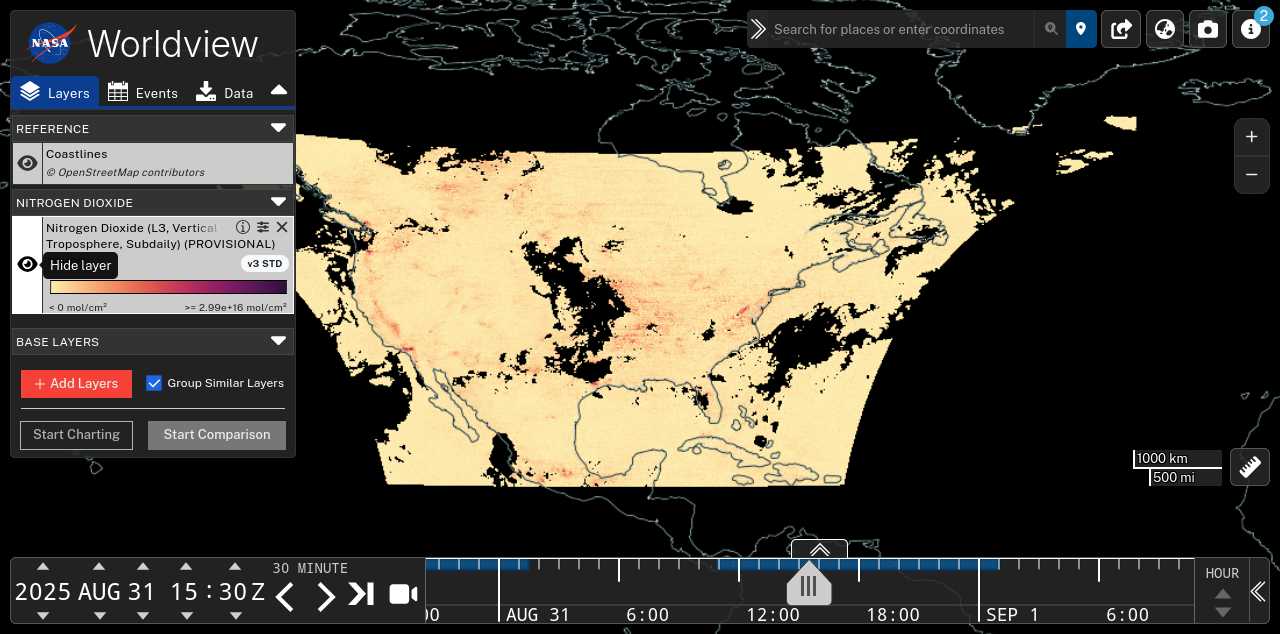 NASA Worldview
Search for places or enter coordinates
2
Layers
Events
Data
REFERENCE
Coastlines
© OpenStreetMap contributors
NITROGEN DIOXIDE
Nitrogen Dioxide (L3, Vertical
Troposphere, Subdaily) (PROVISIONAL)
Hide layer
v3 STD
< 0 mol/cm²
>= 2.99e+16 mol/cm²
BASE LAYERS
+ Add Layers
Group Similar Layers
Start Charting
Start Comparison
+
−
1000 km
500 mi
2025 AUG 31 15 : 30 Z
30 MINUTE
00
AUG 31
6:00
12:00
18:00
SEP 1
6:00
HOUR